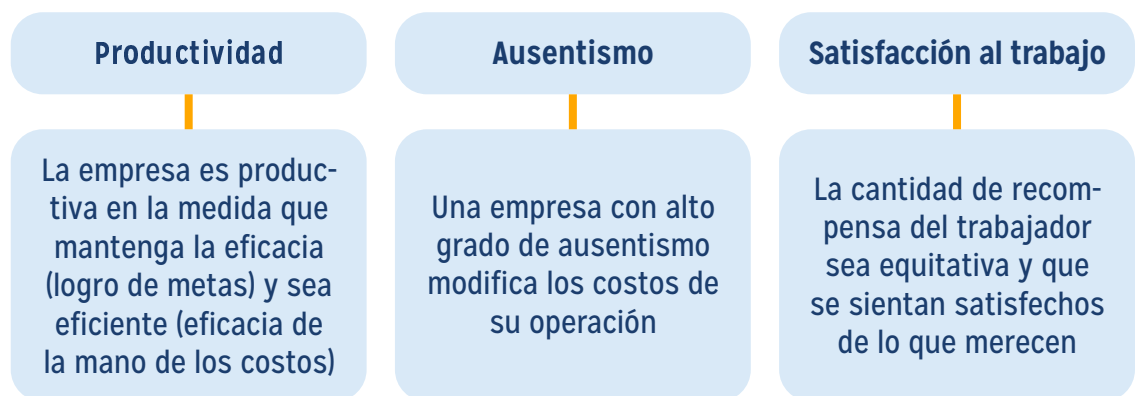 Productividad
La empresa es produc-
tiva en la medida que
mantenga la eficacia
(logro de metas) y sea
eficiente (eficacia de
la mano de los costos)
Ausentismo
Una empresa con alto
grado de ausentismo
modifica los costos de
su operación
Satisfacción al trabajo
La cantidad de recom-
pensa del trabajador
sea equitativa y que
se sientan satisfechos
de lo que merecen